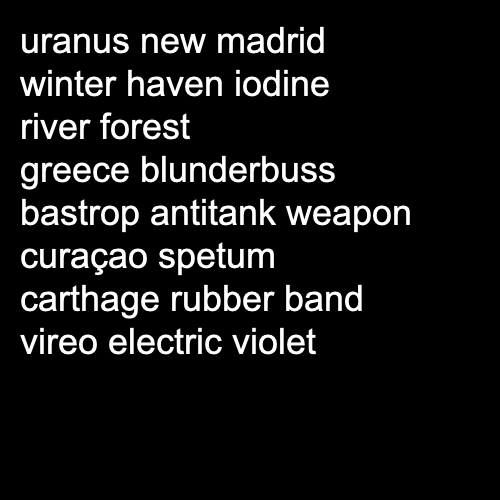 uranus new madrid
winter haven iodine
river forest
greece blunderbuss
bastrop antitank weapon
curaçao spetum
carthage rubber band
vireo electric violet